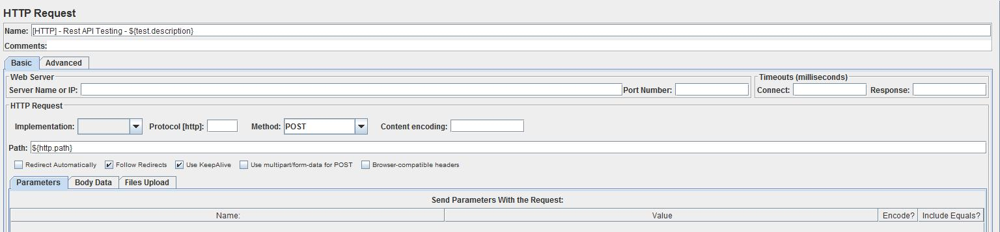 HTTP Request
Name: [HTTP] - Rest API Testing - ${test.description}
Comments:
Basic Advanced
Web Server Timeouts (milliseconds)
Server Name or IP: Port Number: Connect: Response:
HTTP Request
Implementation: Protocol [http]: Method: POST Content encoding:
Path: ${http.path}
Redirect Automatically Follow Redirects Use KeepAlive Use multipart/form-data for POST Browser-compatible headers
Parameters Body Data Files Upload
Send Parameters With the Request:
Name: Value Encode? Include Equals?